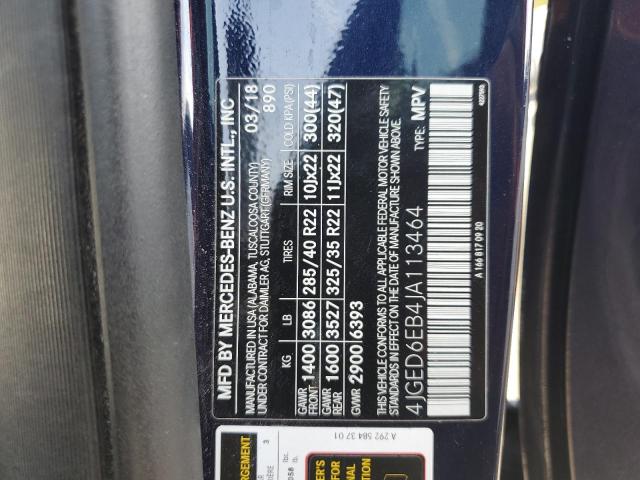 MFD BY MERCEDES-BENZ U.S. INTL., INC
MANUFACTURED IN USA (ALABAMA, TUSCALOOSA COUNTY) 03/18
UNDER CONTRACT FOR DAIMLER AG, STUTTGART (GERMANY) 890
KG LB TIRES RIM SIZE COLD KPA(PSI)
GAWR FRONT 1400 3086 285/40 R22 10Jx22 300(44)
GAWR REAR 1600 3527 325/35 R22 11Jx22 320(47)
GVWR 2900 6393
THIS VEHICLE CONFORMS TO ALL APPLICABLE FEDERAL MOTOR VEHICLE SAFETY
STANDARDS IN EFFECT ON THE DATE OF MANUFACTURE SHOWN ABOVE.
4JGED6EB4JA113464 TYPE: MPV
A 166 817 09 20
A 292 584 37 01